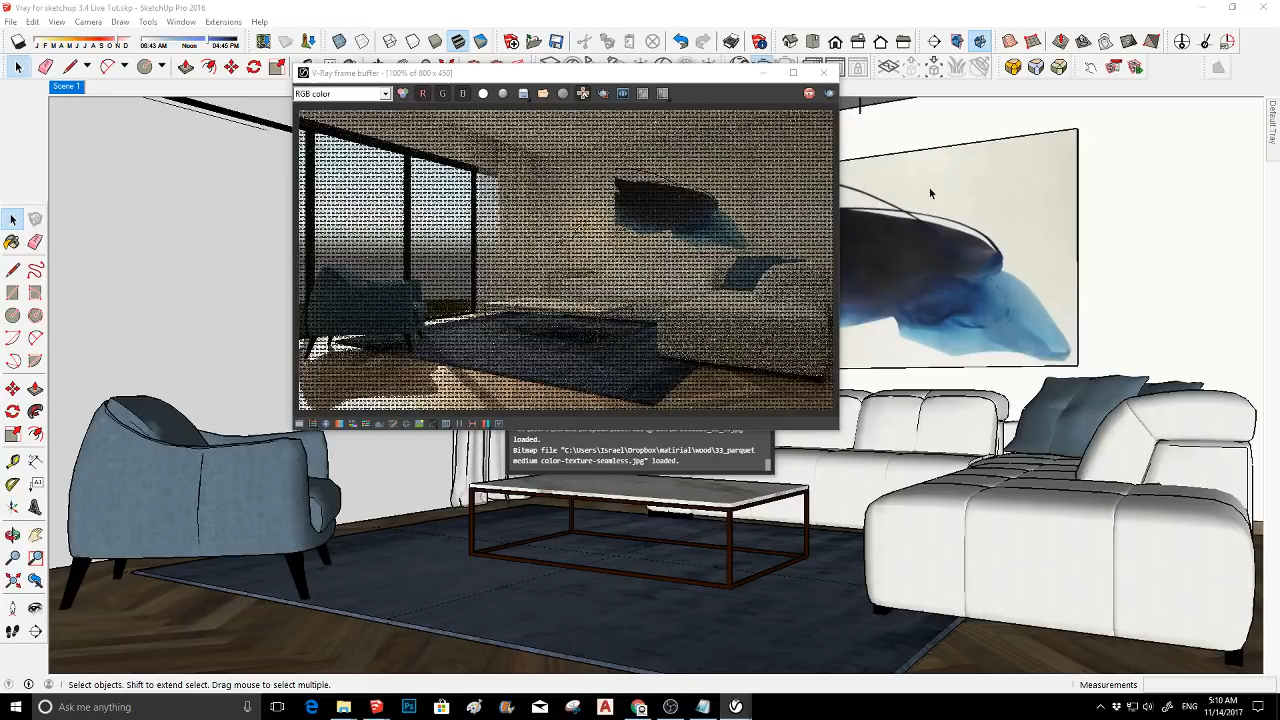 Vray for sketchup 3.4 Live Tut.skp - SketchUp Pro 2016
File Edit View Camera Draw Tools Window Extensions Help
J F M A M J J A S O N D
06:43 AM Noon 04:45 PM
Scene 1
V-Ray frame buffer - [100% of 800 x 450]
RGB color
R G B
Default Tray
loaded.
Bitmap file "C:\Users\Israel\Dropbox\matirial\wood\33_parquet
medium color-texture-seamless.jpg" loaded.
Select objects. Shift to extend select. Drag mouse to select multiple.
Measurements
Ask me anything
ENG
5:10 AM
11/14/2017